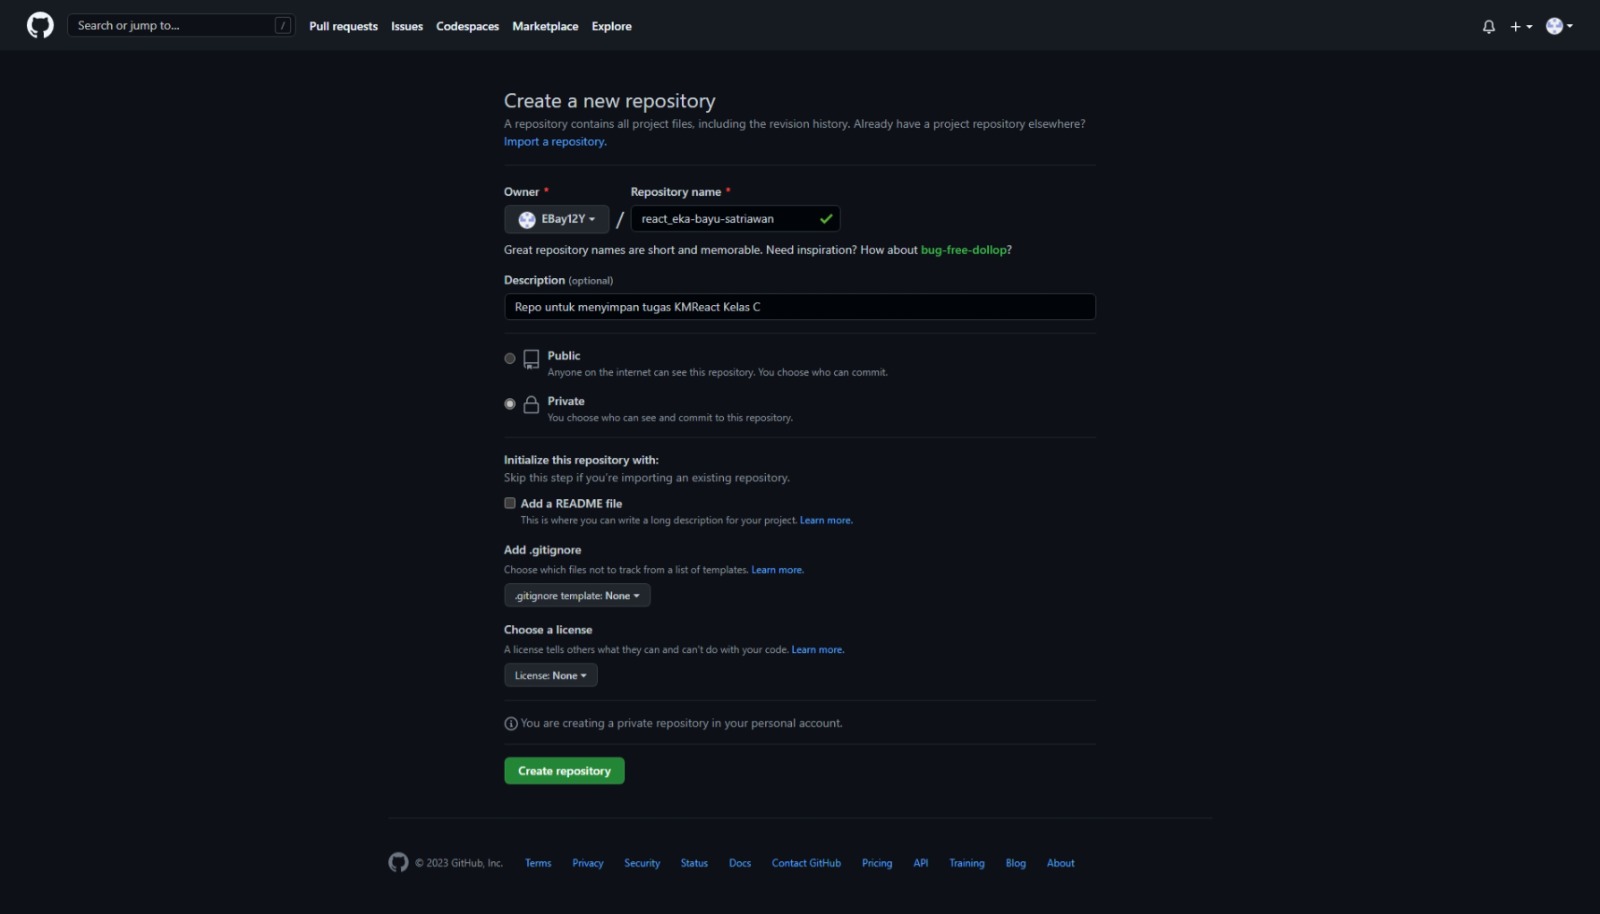 Search or jump to... /
Pull requests Issues Codespaces Marketplace Explore
Create a new repository
A repository contains all project files, including the revision history. Already have a project repository elsewhere?
Import a repository.
Owner * Repository name *
EBay12Y / react_eka-bayu-satriawan
Great repository names are short and memorable. Need inspiration? How about bug-free-dollop?
Description (optional)
Repo untuk menyimpan tugas KMReact Kelas C
Public
Anyone on the internet can see this repository. You choose who can commit.
Private
You choose who can see and commit to this repository.
Initialize this repository with:
Skip this step if you're importing an existing repository.
Add a README file
This is where you can write a long description for your project. Learn more.
Add .gitignore
Choose which files not to track from a list of templates. Learn more.
.gitignore template: None
Choose a license
A license tells others what they can and can't do with your code. Learn more.
License: None
You are creating a private repository in your personal account.
Create repository
© 2023 GitHub, Inc. Terms Privacy Security Status Docs Contact GitHub Pricing API Training Blog About